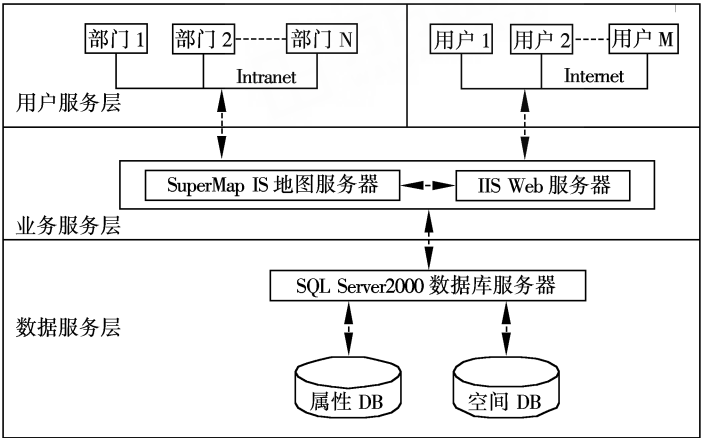 部门 1 部门 2 部门 N 用户 1 用户 2 用户 M
Intranet Internet
用户服务层
SuperMap IS 地图服务器 IIS Web 服务器
业务服务层
SQL Server2000 数据库服务器
数据服务层
属性 DB 空间 DB